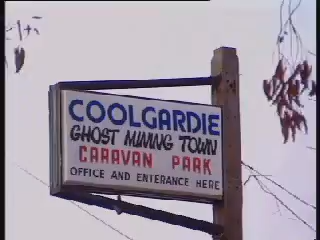 COOLGARDIE
GHOST MINING TOWN
CARAVAN PARK
OFFICE AND ENTERANCE HERE